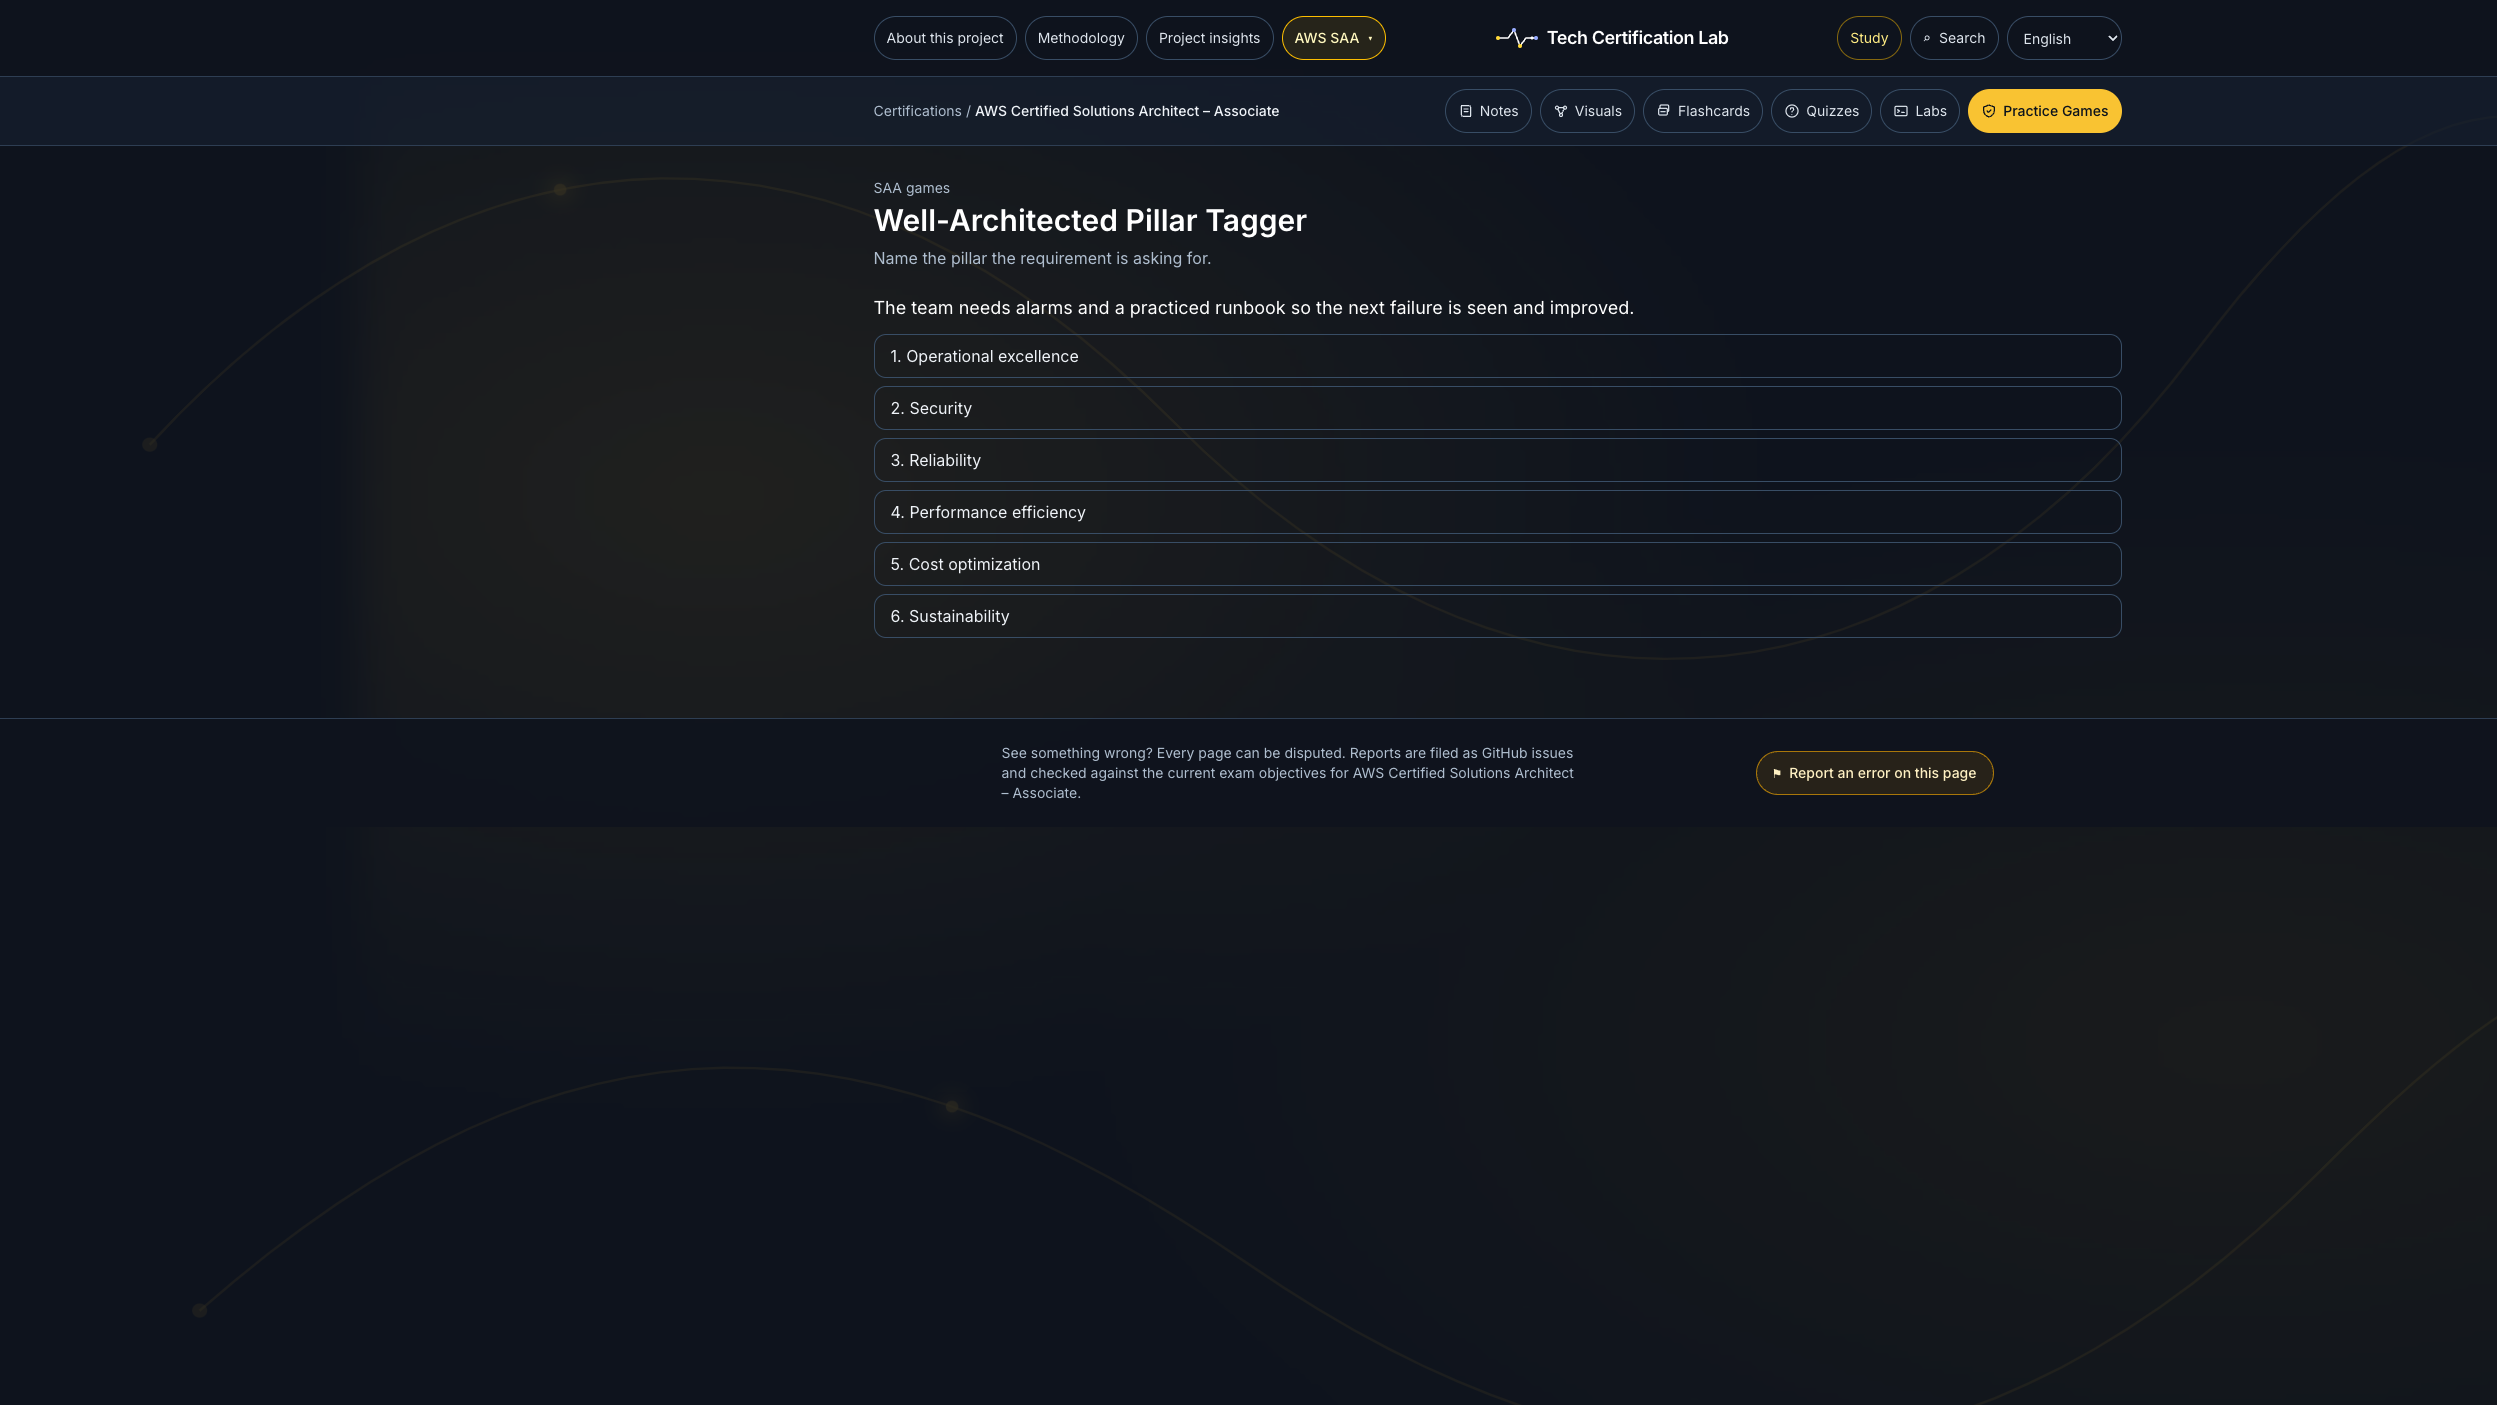 About this project
Methodology
Project insights
AWS SAA
Tech Certification Lab
Study
Search
English
Certifications / AWS Certified Solutions Architect – Associate
Notes
Visuals
Flashcards
Quizzes
Labs
Practice Games
SAA games
Well-Architected Pillar Tagger
Name the pillar the requirement is asking for.
The team needs alarms and a practiced runbook so the next failure is seen and improved.
1. Operational excellence
2. Security
3. Reliability
4. Performance efficiency
5. Cost optimization
6. Sustainability
See something wrong? Every page can be disputed. Reports are filed as GitHub issues
and checked against the current exam objectives for AWS Certified Solutions Architect
– Associate.
Report an error on this page